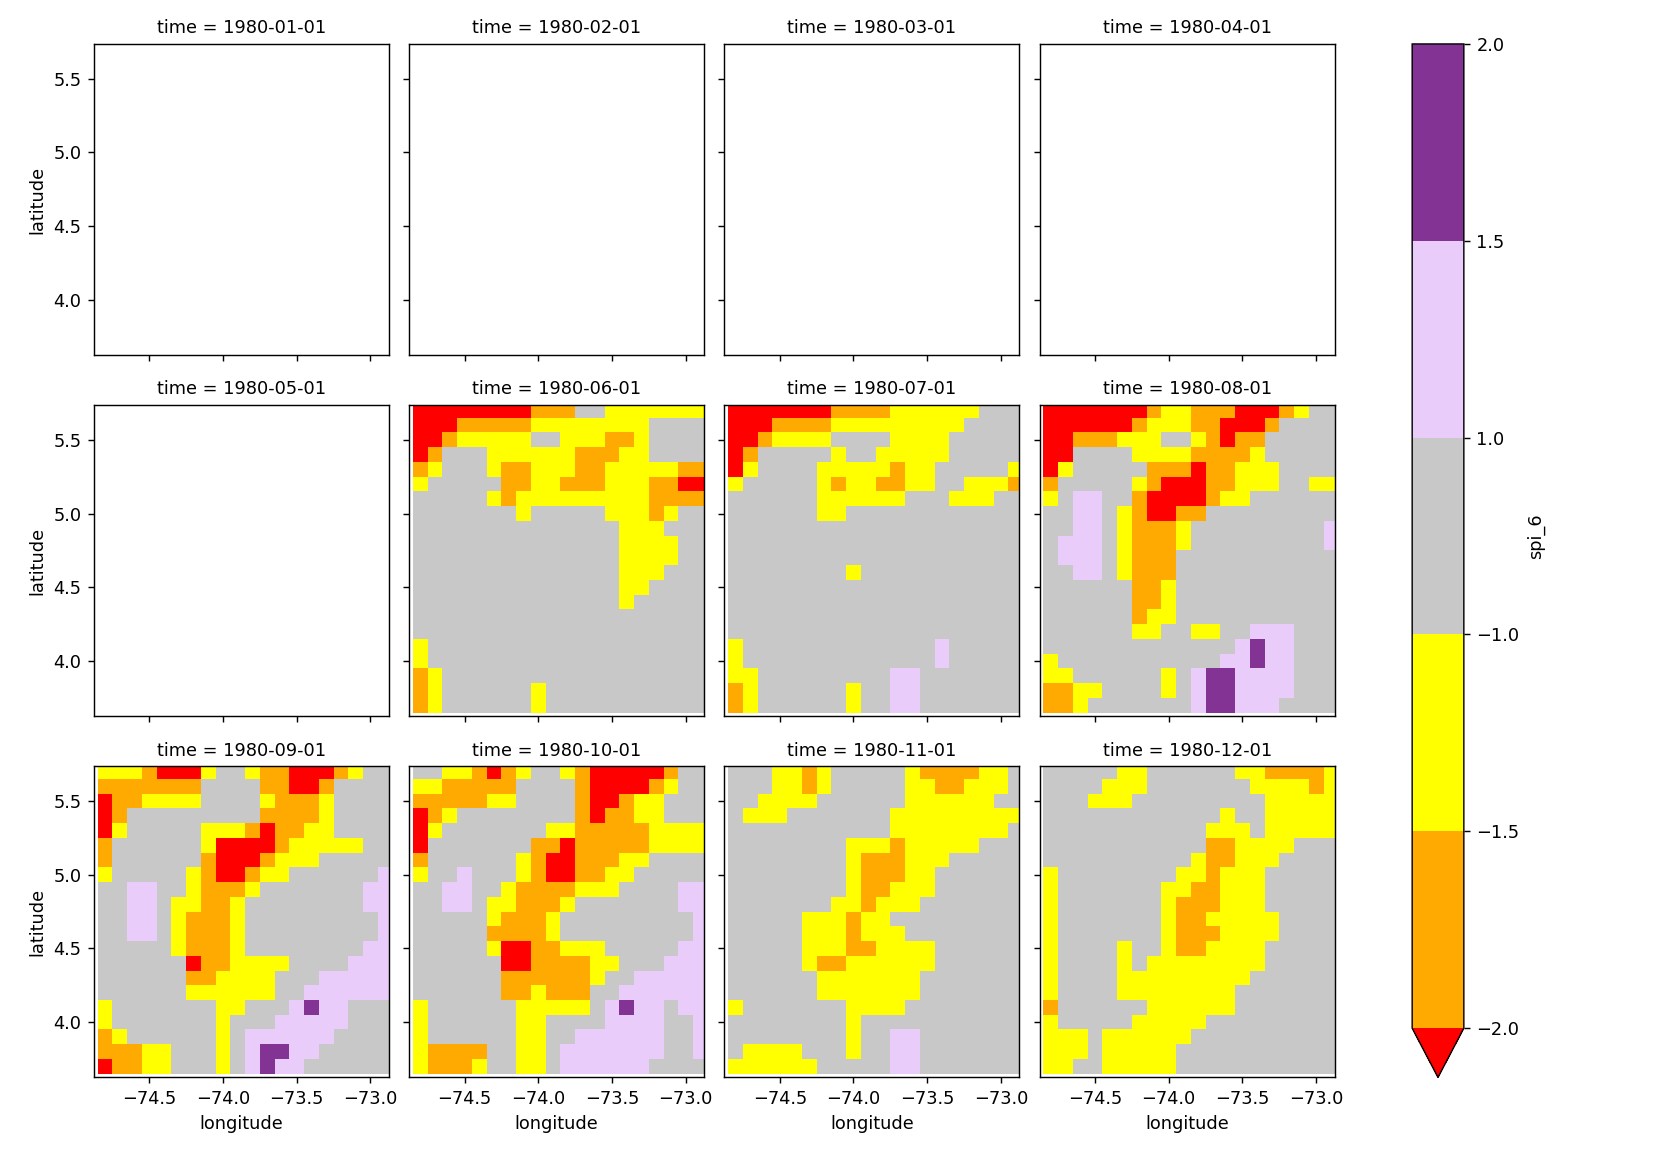 time = 1980-01-01 time = 1980-02-01 time = 1980-03-01 time = 1980-04-01
5.5
5.0
4.5
4.0
latitude
time = 1980-05-01 time = 1980-06-01 time = 1980-07-01 time = 1980-08-01
5.5
5.0
4.5
4.0
latitude
time = 1980-09-01 time = 1980-10-01 time = 1980-11-01 time = 1980-12-01
5.5
5.0
4.5
4.0
latitude
−74.5 −74.0 −73.5 −73.0 −74.5 −74.0 −73.5 −73.0 −74.5 −74.0 −73.5 −73.0 −74.5 −74.0 −73.5 −73.0
longitude longitude longitude longitude
2.0
1.5
1.0
−1.0
−1.5
−2.0
spi_6